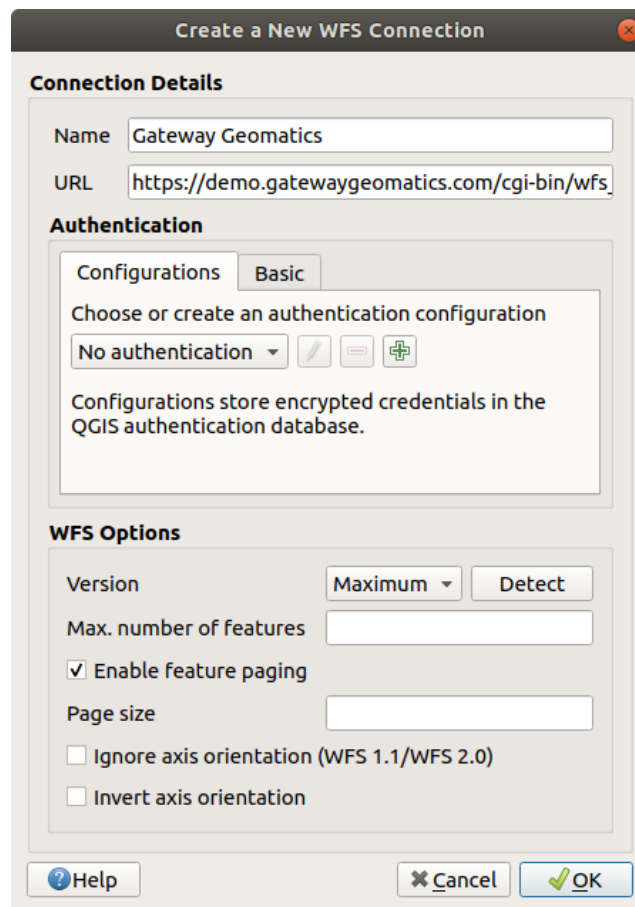 Create a New WFS Connection
Connection Details
Name Gateway Geomatics
URL https://demo.gatewaygeomatics.com/cgi-bin/wfs_
Authentication
Configurations Basic
Choose or create an authentication configuration
No authentication
Configurations store encrypted credentials in the
QGIS authentication database.
WFS Options
Version Maximum Detect
Max. number of features
Enable feature paging
Page size
Ignore axis orientation (WFS 1.1/WFS 2.0)
Invert axis orientation
Help Cancel OK